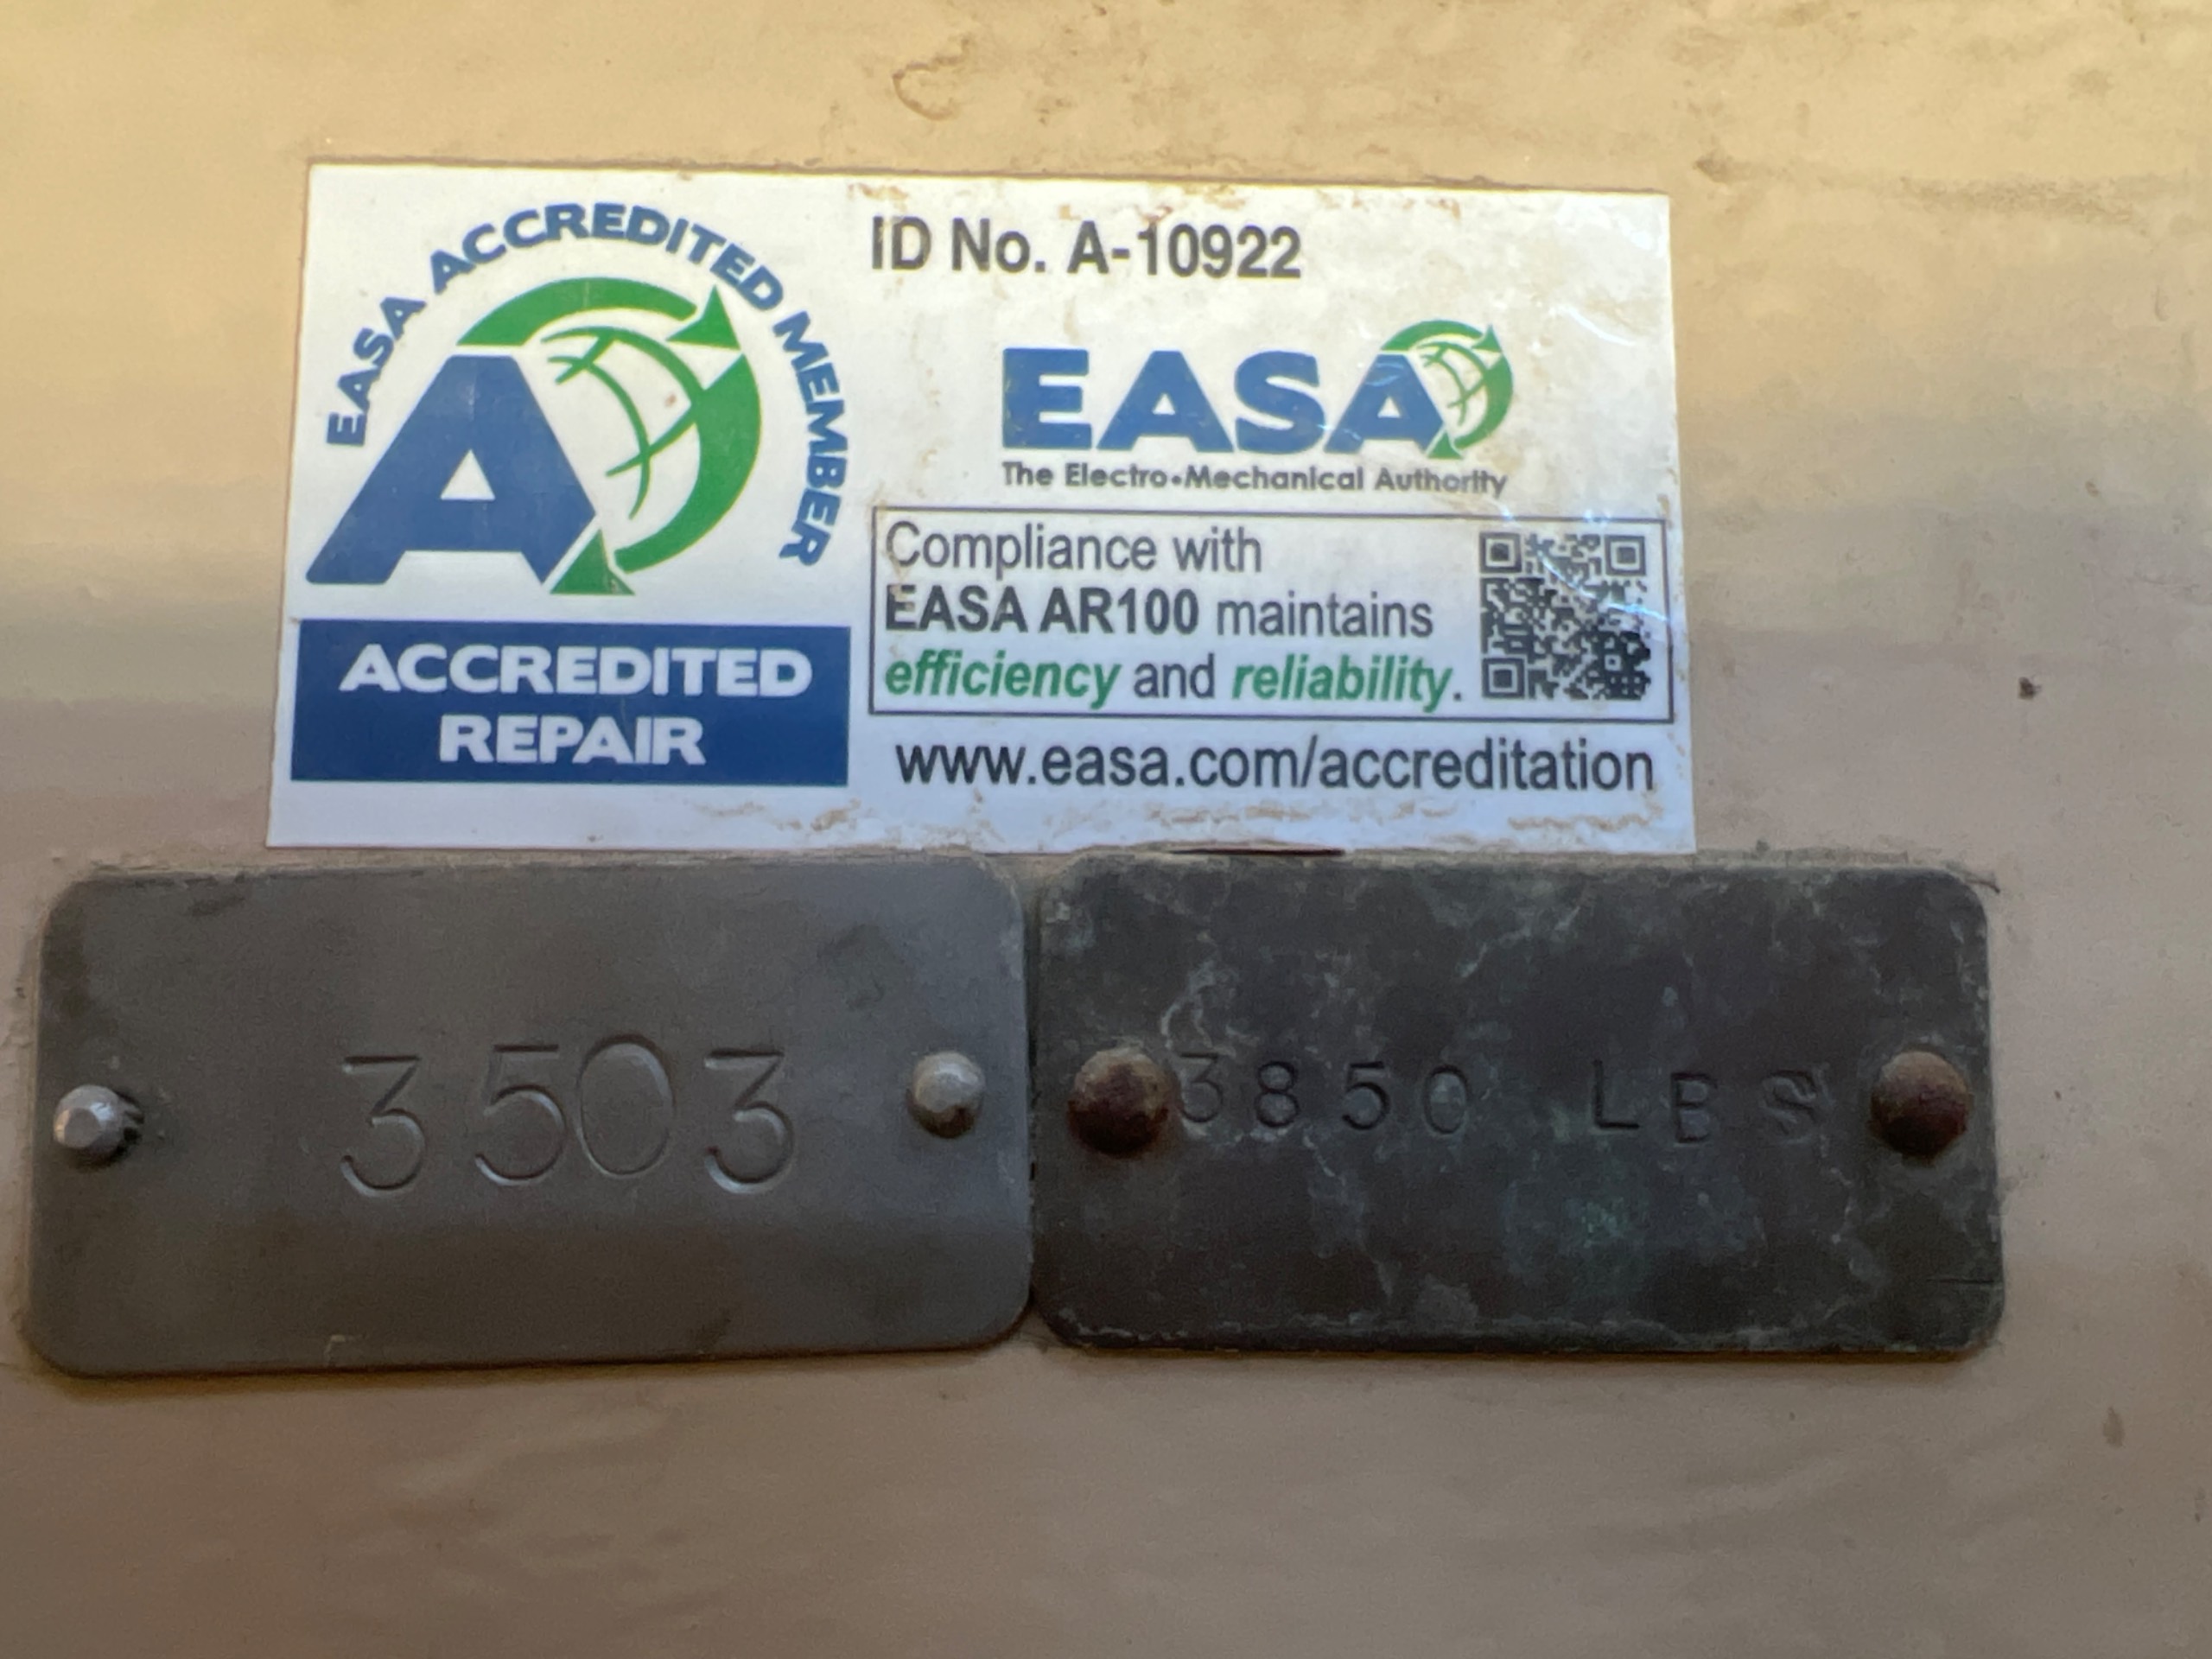 EASA ACCREDITED MEMBER
A
ACCREDITED
REPAIR
ID No. A-10922
EASA
The Electro•Mechanical Authority
Compliance with
EASA AR100 maintains
efficiency and reliability.
www.easa.com/accreditation
3503
3850 LBS